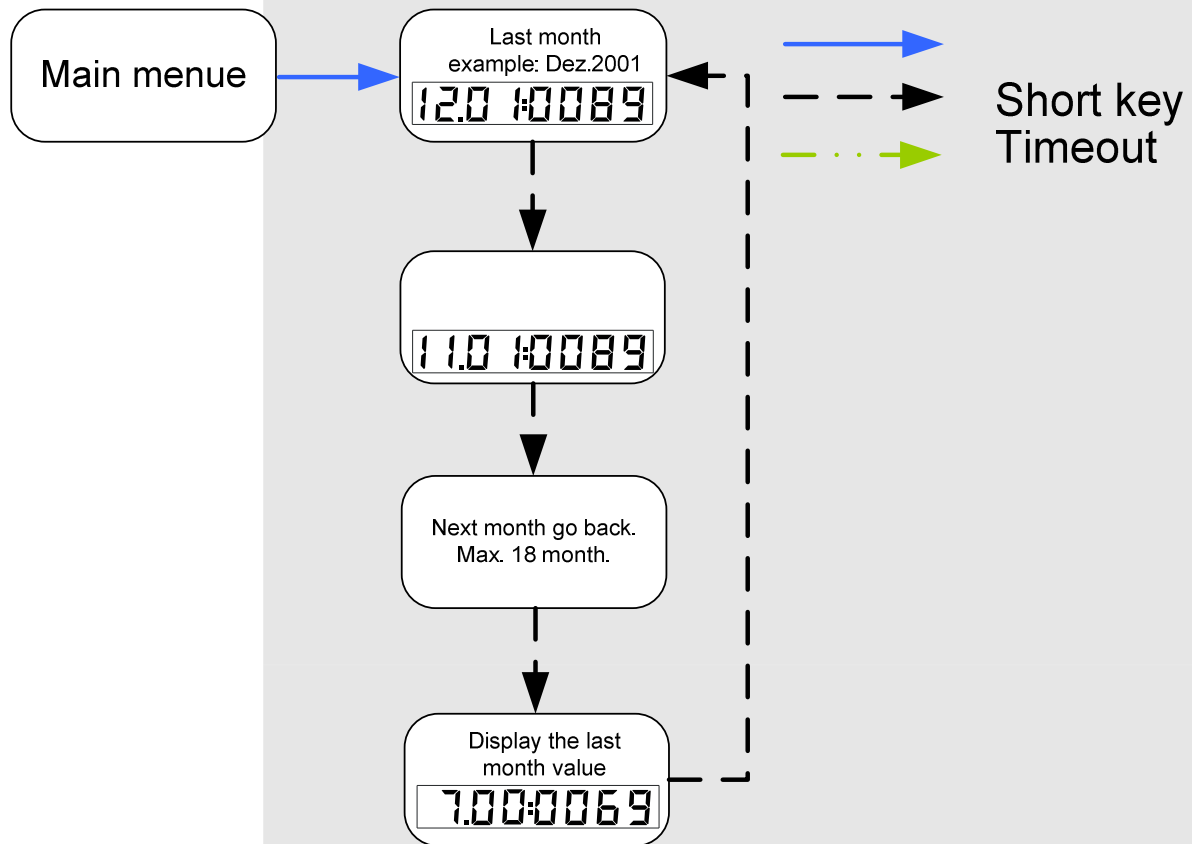 Main menue
Last month
example: Dez.2001
12.01:0089
11.01:0089
Next month go back.
Max. 18 month.
Display the last
month value
7.00:0069
Short key
Timeout